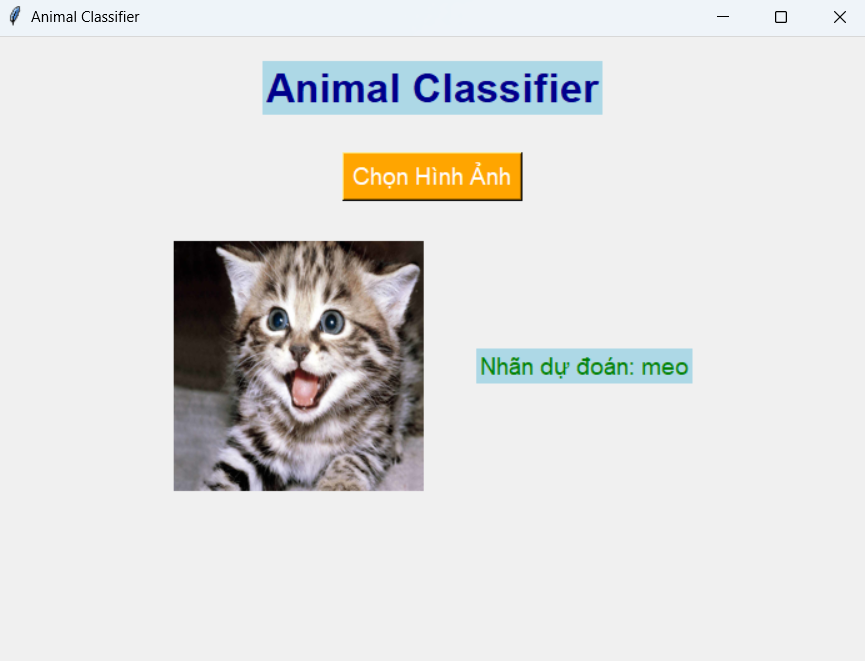 Animal Classifier
Animal Classifier
Chọn Hình Ảnh
Nhãn dự đoán: meo